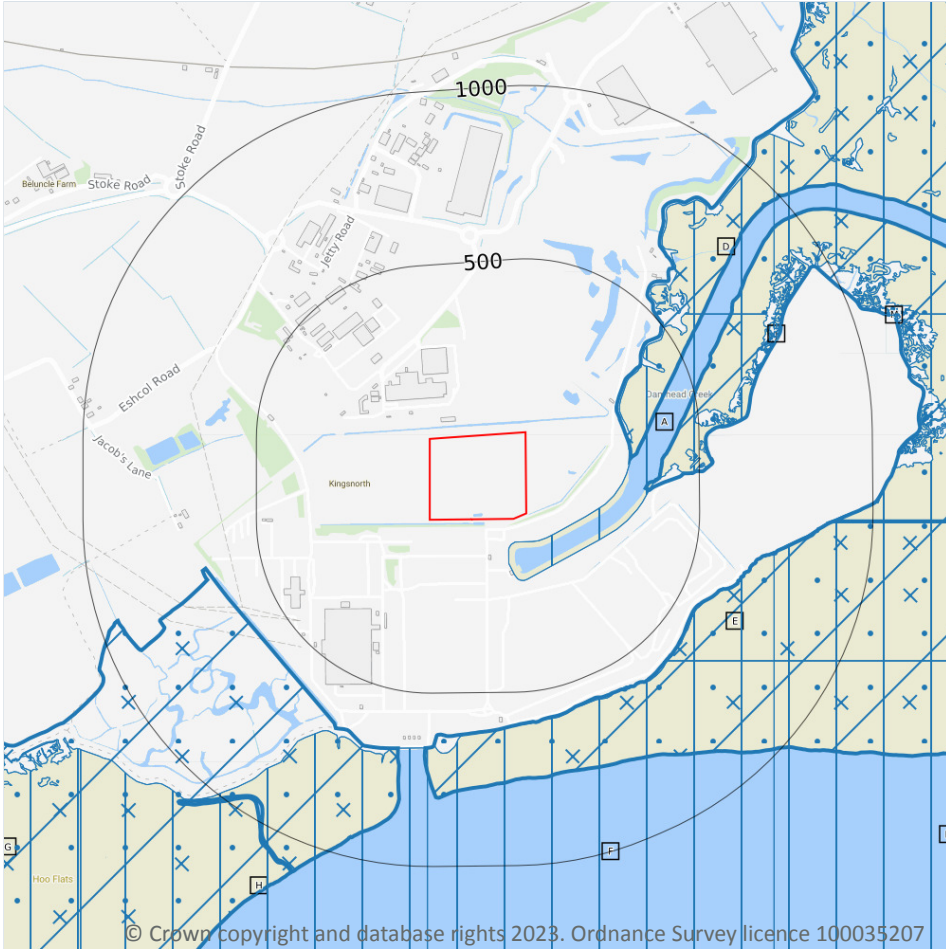 1000
Stoke Road
Beluncle Farm
Stoke Road
Jetty Road
500
D
M
Eshcol Road
Damhead Creek
A
Jacob's Lane
Kingsnorth
E
G
F
Hoo Flats
H
© Crown copyright and database rights 2023. Ordnance Survey licence 100035207